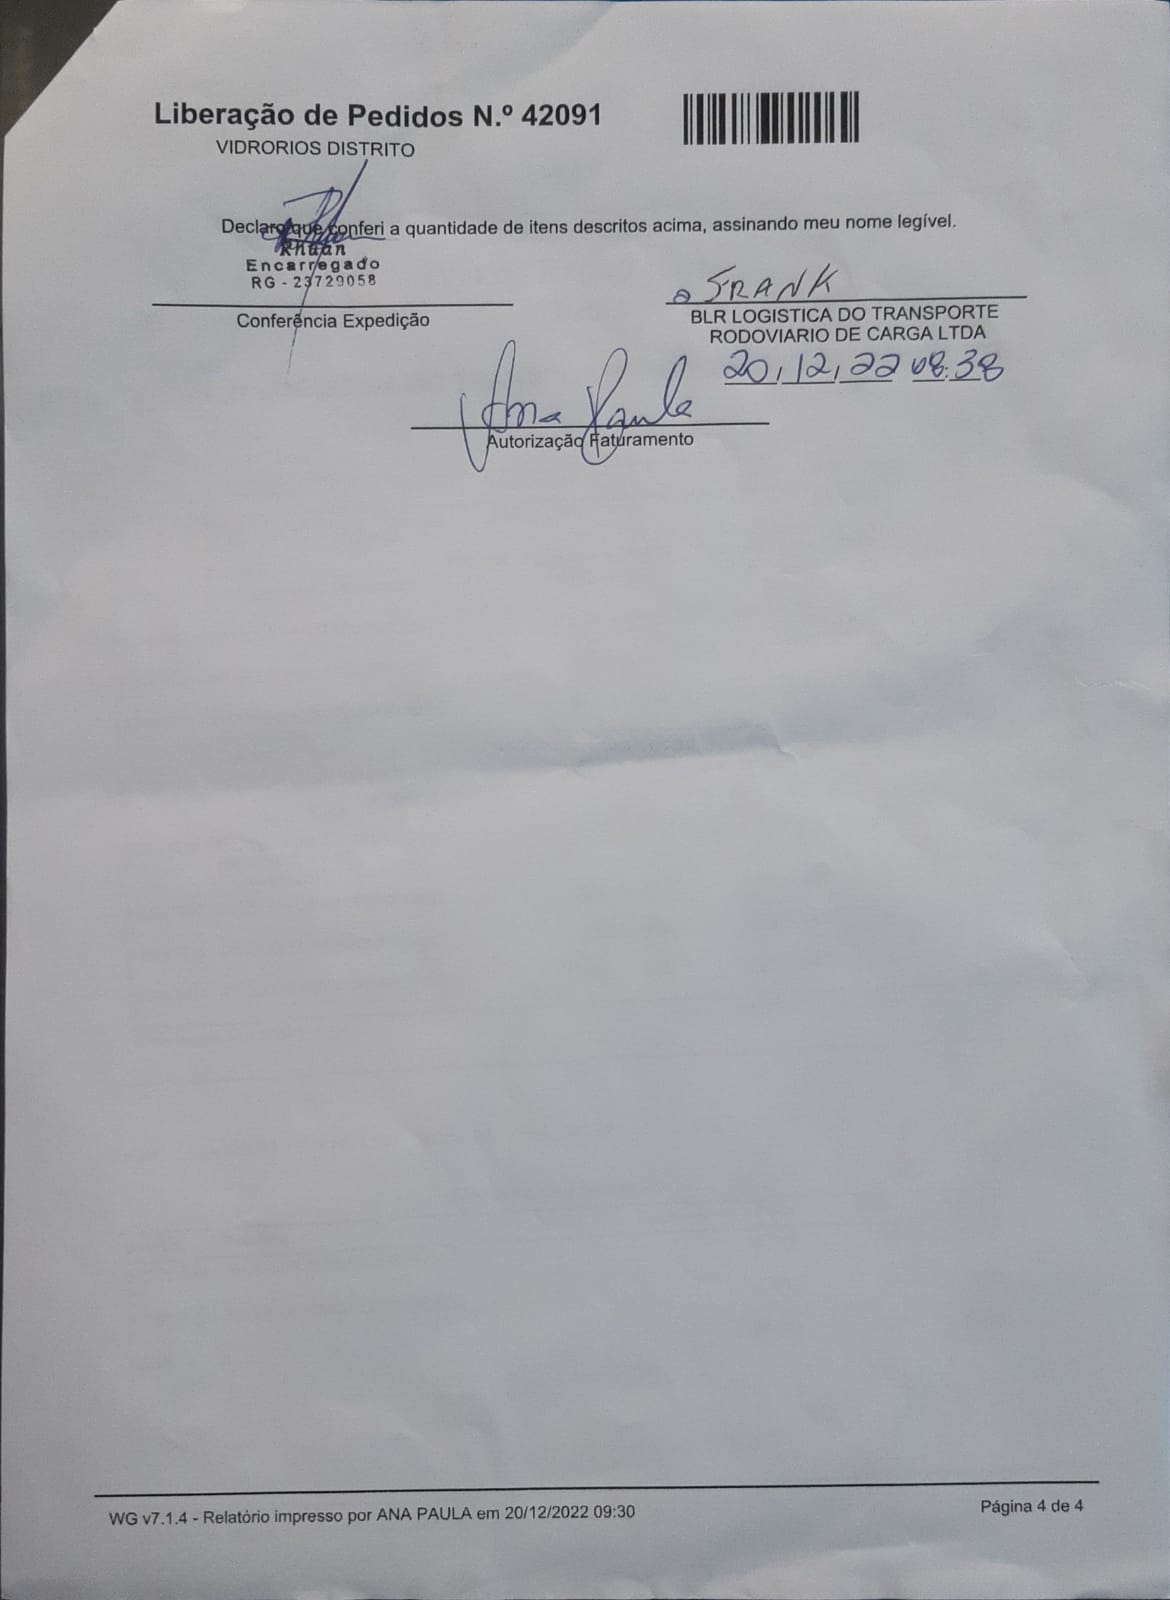 Liberação de Pedidos N.º 42091
VIDRORIOS DISTRITO
Declaro que conferi a quantidade de itens descritos acima, assinando meu nome legível.
Rhuan
Encarregado
RG - 23729058
Conferência Expedição
FRANK
BLR LOGISTICA DO TRANSPORTE
RODOVIARIO DE CARGA LTDA
20,12,22 08:38
Ana Paula
Autorização Faturamento
WG v7.1.4 - Relatório impresso por ANA PAULA em 20/12/2022 09:30
Página 4 de 4